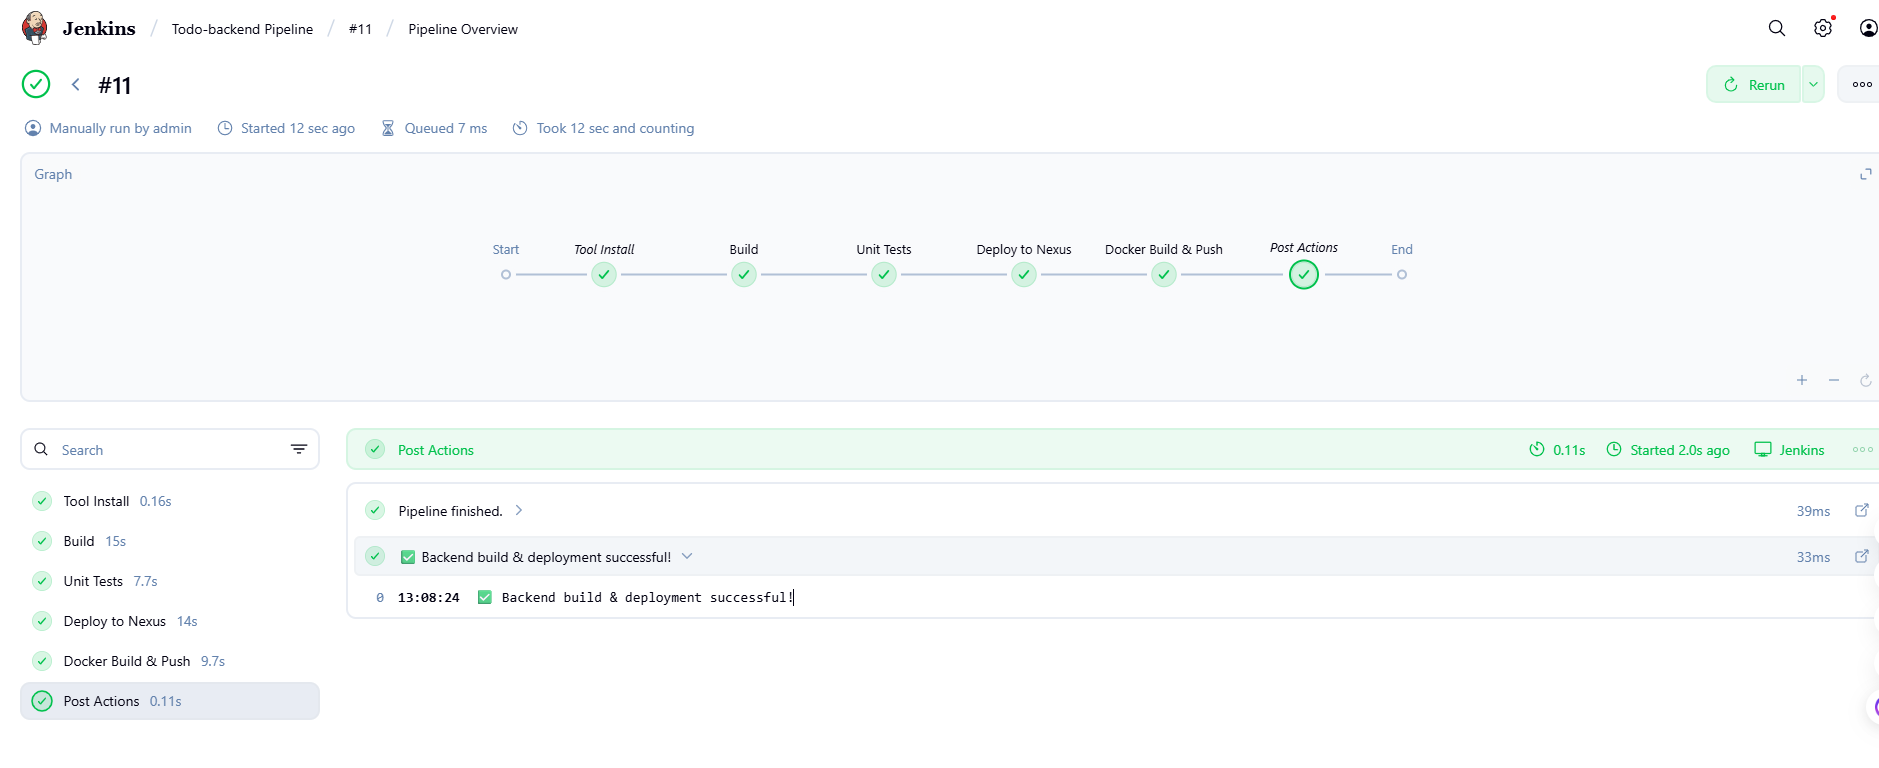 Jenkins / Todo-backend Pipeline / #11 / Pipeline Overview
#11
Rerun
Manually run by admin Started 12 sec ago Queued 7 ms Took 12 sec and counting
Graph
Start Tool Install Build Unit Tests Deploy to Nexus Docker Build & Push Post Actions End
Search
Tool Install 0.16s
Build 15s
Unit Tests 7.7s
Deploy to Nexus 14s
Docker Build & Push 9.7s
Post Actions 0.11s
Post Actions 0.11s Started 2.0s ago Jenkins
Pipeline finished. 39ms
✅ Backend build & deployment successful! 33ms
0 13:08:24 ✅ Backend build & deployment successful!